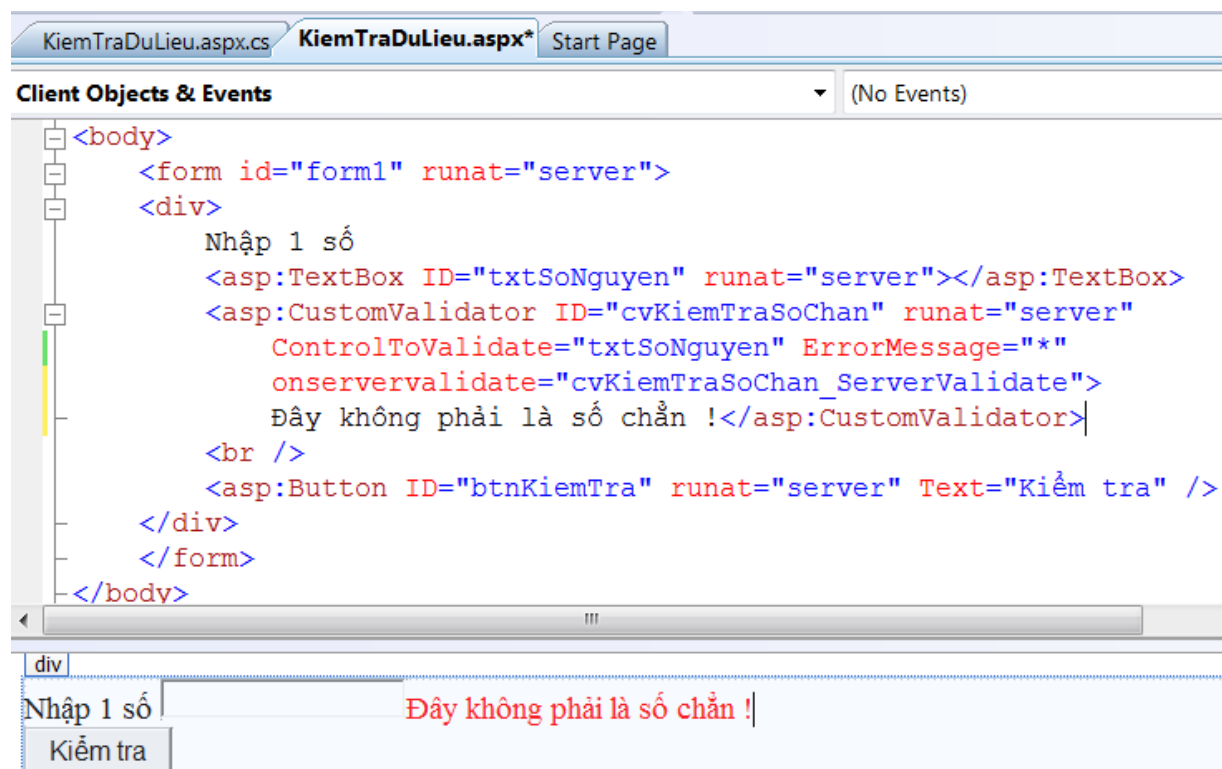 KiemTraDuLieu.aspx.cs KiemTraDuLieu.aspx* Start Page
Client Objects & Events (No Events)
<body>
<form id="form1" runat="server">
<div>
Nhập 1 số
<asp:TextBox ID="txtSoNguyen" runat="server"></asp:TextBox>
<asp:CustomValidator ID="cvKiemTraSoChan" runat="server"
ControlToValidate="txtSoNguyen" ErrorMessage="*"
onservervalidate="cvKiemTraSoChan_ServerValidate">
Đây không phải là số chẵn !</asp:CustomValidator>
<br />
<asp:Button ID="btnKiemTra" runat="server" Text="Kiểm tra" />
</div>
</form>
</body>
div
Nhập 1 số Đây không phải là số chẵn !
Kiểm tra